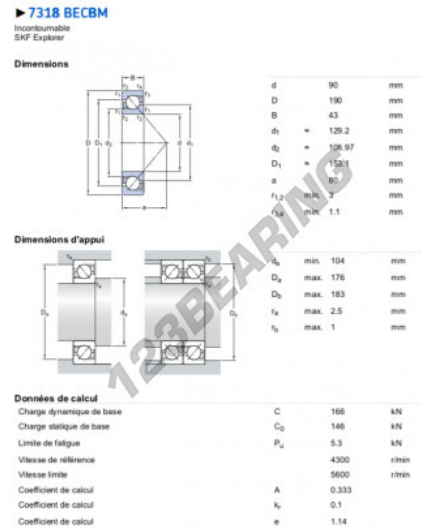 ►7318 BECBM
Incontournable
SKF Explorer
Dimensions
d 90 mm
D 190 mm
B 43 mm
d1 ≈ 129.2 mm
d2 ≈ 106.97 mm
D1 ≈ 153.1 mm
a 80 mm
r1,2 min. 3 mm
r3,4 min. 1.1 mm
Dimensions d'appui
da min. 104 mm
Da max. 176 mm
Db max. 183 mm
ra max. 2.5 mm
rb max. 1 mm
123BEARING
Données de calcul
Charge dynamique de base C 166 kN
Charge statique de base C0 146 kN
Limite de fatigue Pu 5.3 kN
Vitesse de référence 4300 r/min
Vitesse limite 5600 r/min
Coefficient de calcul A 0.333
Coefficient de calcul kr 0.1
Coefficient de calcul e 1.14